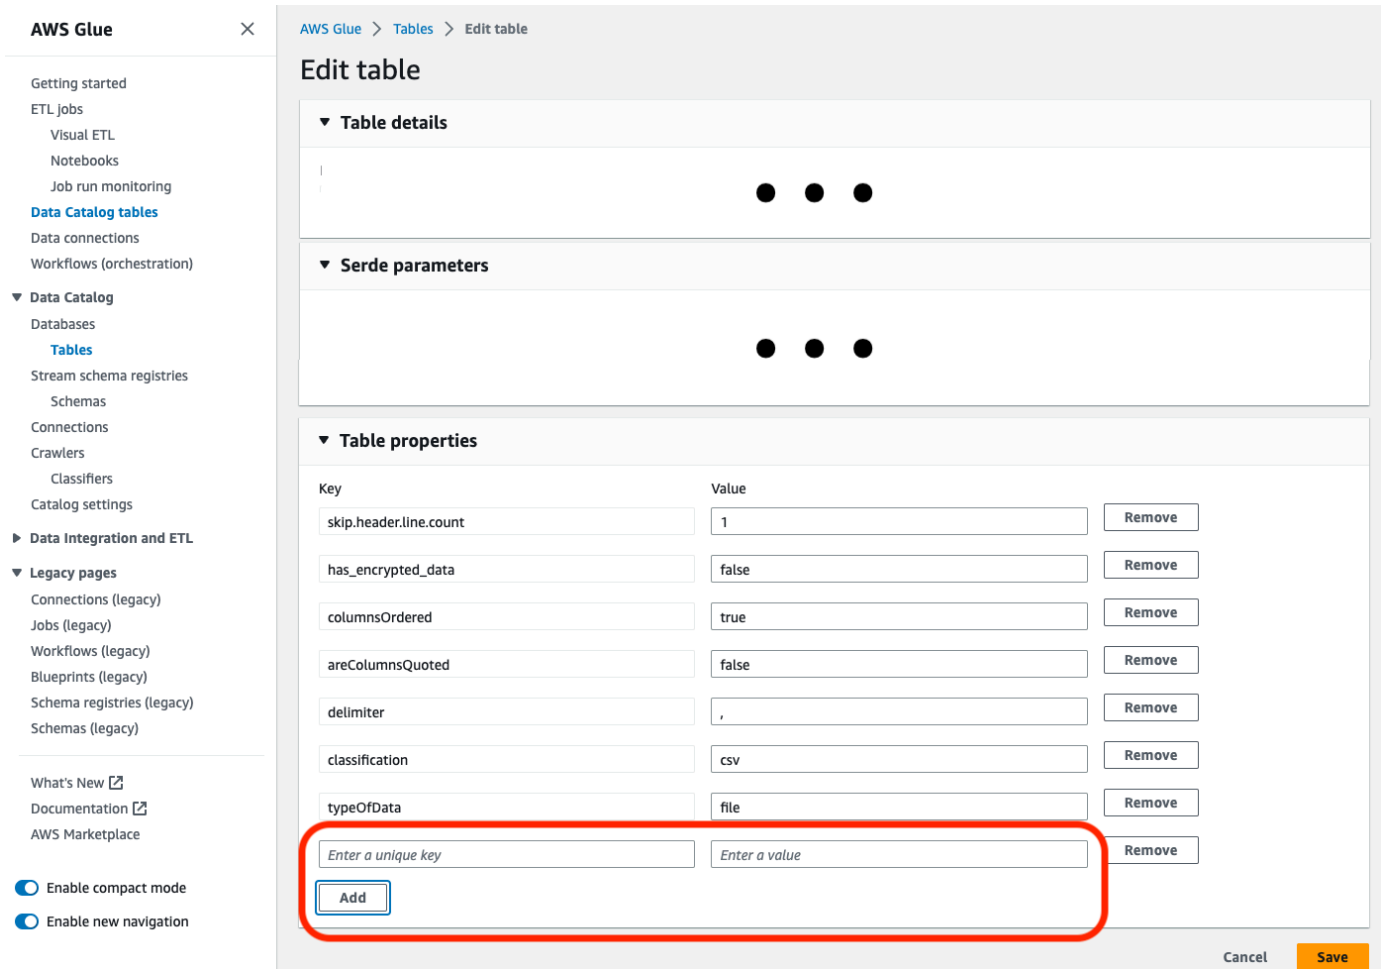 AWS Glue
Getting started
ETL jobs
Visual ETL
Notebooks
Job run monitoring
Data Catalog tables
Data connections
Workflows (orchestration)
Data Catalog
Databases
Tables
Stream schema registries
Schemas
Connections
Crawlers
Classifiers
Catalog settings
Data Integration and ETL
Legacy pages
Connections (legacy)
Jobs (legacy)
Workflows (legacy)
Blueprints (legacy)
Schema registries (legacy)
Schemas (legacy)
What's New
Documentation
AWS Marketplace
Enable compact mode
Enable new navigation
AWS Glue > Tables > Edit table
Edit table
Table details
Serde parameters
Table properties
Key Value
skip.header.line.count 1 Remove
has_encrypted_data false Remove
columnsOrdered true Remove
areColumnsQuoted false Remove
delimiter , Remove
classification csv Remove
typeOfData file Remove
Enter a unique key Enter a value Remove
Add
Cancel Save